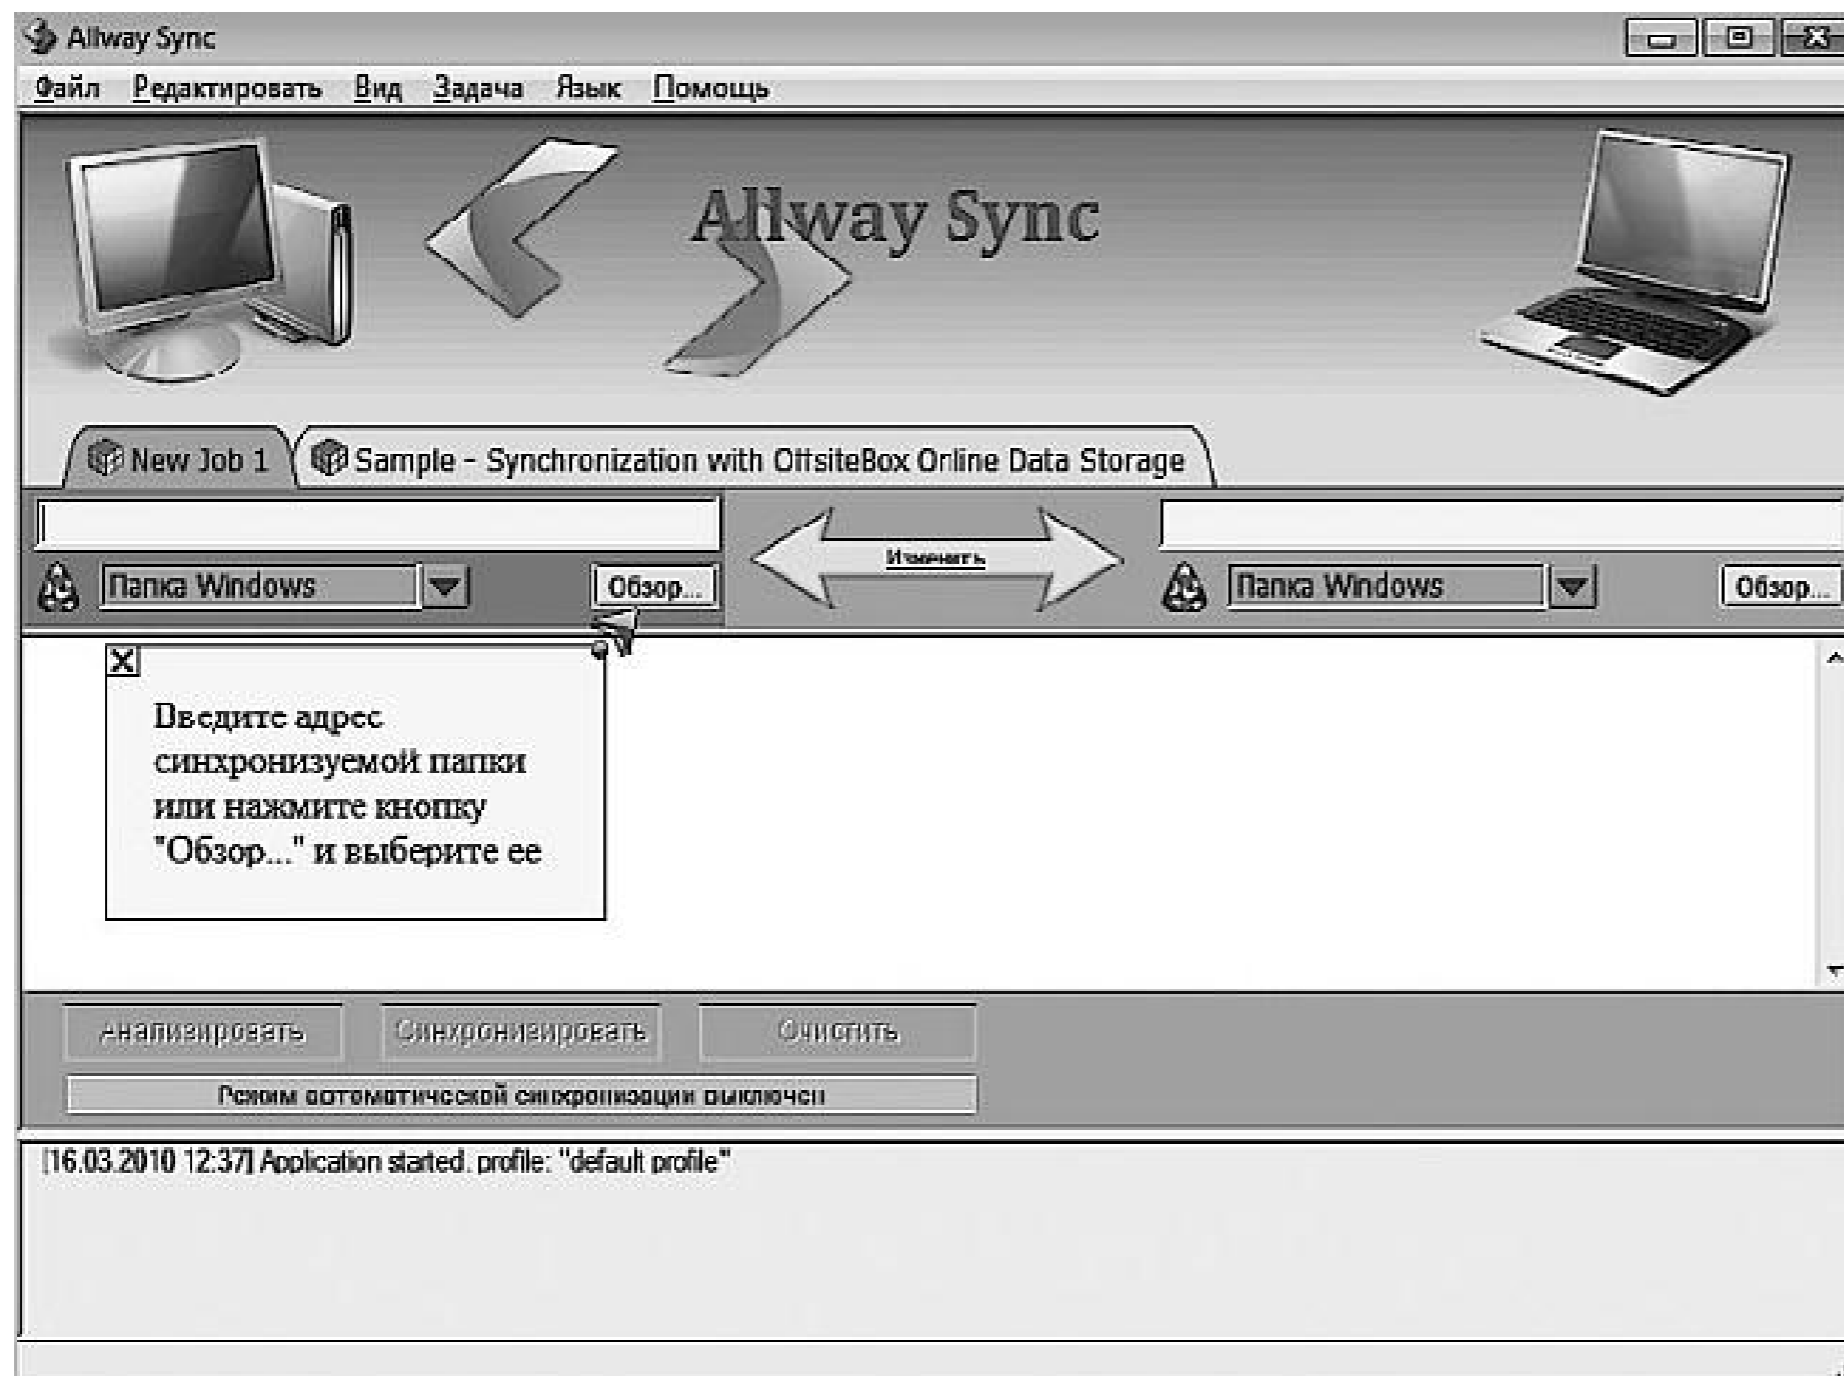 Allway Sync
Файл Редактировать Вид Задача Язык Помощь
Allway Sync
New Job 1 Sample - Synchronization with OffsiteBox Online Data Storage
Изменить
Папка Windows Обзор... Папка Windows Обзор...
Введите адрес
синхронизуемой папки
или нажмите кнопку
"Обзор..." и выберите ее
Анализировать Синхронизировать Очистить
Режим автоматической синхронизации выключен
[16.03.2010 12:37] Application started. profile: "default profile"